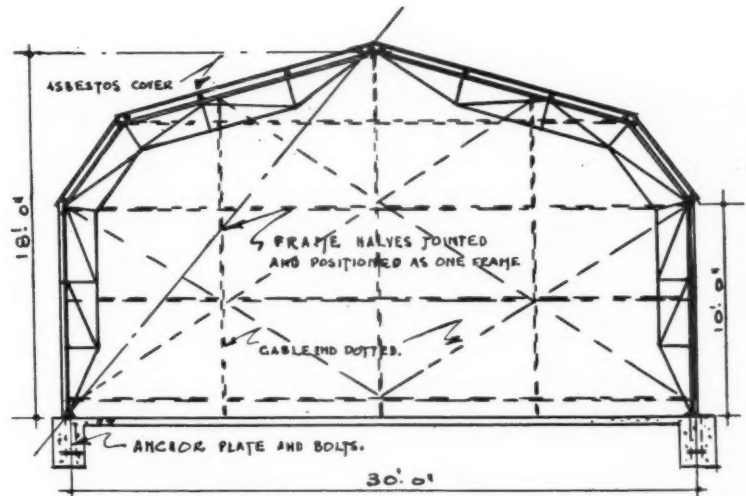 ASBESTOS COVER
18'.0"
FRAME HALVES JOINTED
AND POSITIONED AS ONE FRAME
10'.0"
GABLE END DOTTED.
ANCHOR PLATE AND BOLTS.
30'.0"